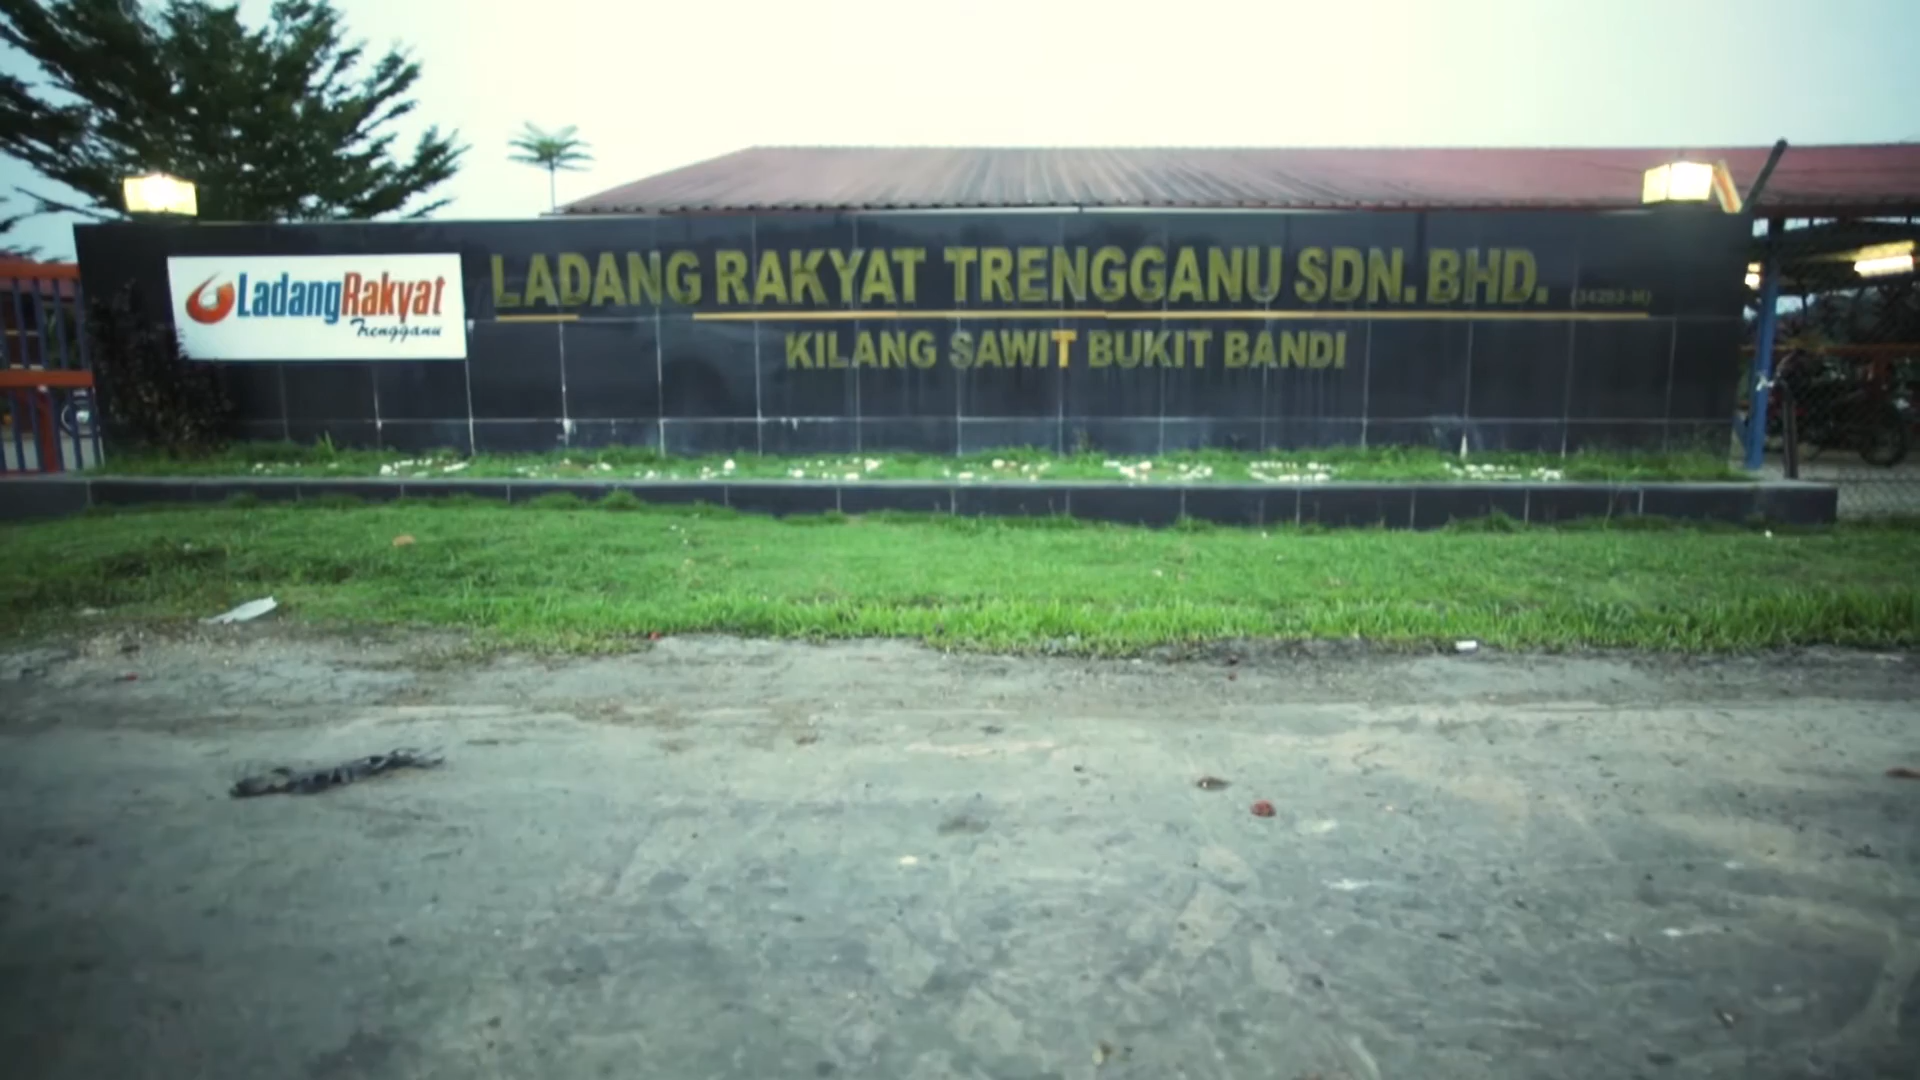 LadangRakyat
Trengganu
LADANG RAKYAT TRENGGANU SDN. BHD.
KILANG SAWIT BUKIT BANDI